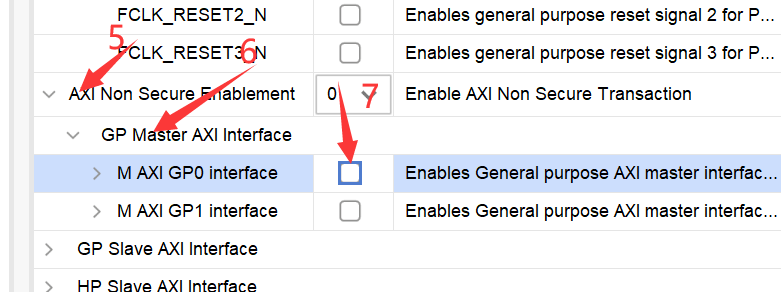 FCLK_RESET2_N Enables general purpose reset signal 2 for P...
5 FCLK_RESET3_N 6 Enables general purpose reset signal 3 for P...
AXI Non Secure Enablement 0 7 Enable AXI Non Secure Transaction
GP Master AXI Interface
M AXI GP0 interface Enables General purpose AXI master interfac...
M AXI GP1 interface Enables General purpose AXI master interfac...
GP Slave AXI Interface
HP Slave AXI Interface